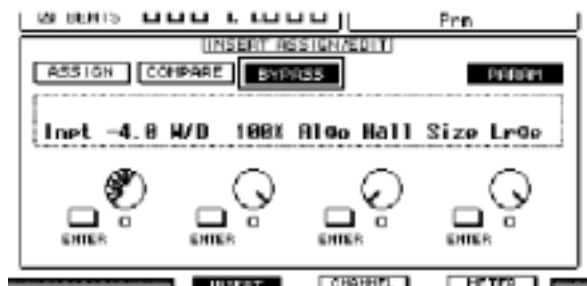 BEATS Prm
INSERT ASSIGN/EDIT
ASSIGN COMPARE BYPASS PARAM
Inpt -4.0 W/D 100% Algo Hall Size Lrge
ENTER ENTER ENTER ENTER
INSERT CHANNEL METER